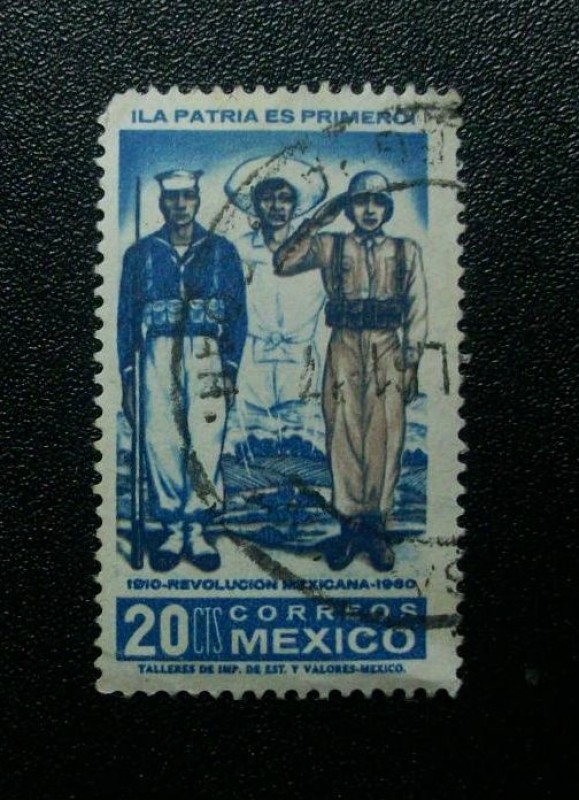 ¡LA PATRIA ES PRIMERO!
1910-REVOLUCION MEXICANA-1960
20 CTS CORREOS
MEXICO
TALLERES DE IMP. DE EST. Y VALORES-MEXICO.